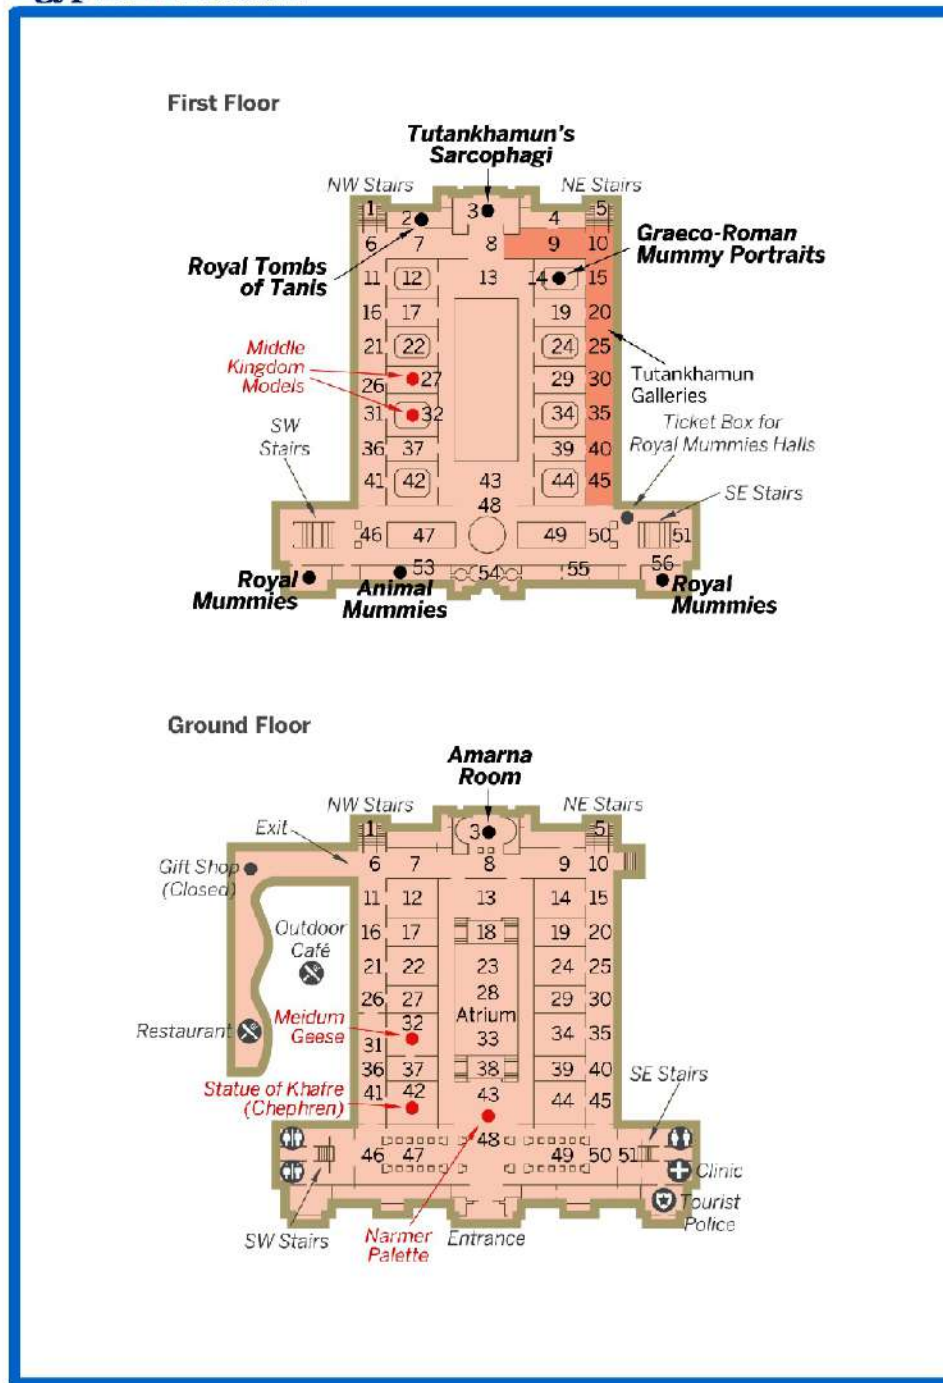 First Floor
Tutankhamun's
Sarcophagi
NW Stairs
NE Stairs
1
2
3
4
5
Graeco-Roman
Mummy Portraits
6
7
8
9
10
Royal Tombs
of Tanis
11
12
13
14
15
16
17
19
20
Middle
Kingdom
Models
21
22
24
25
Tutankhamun
Galleries
26
27
29
30
31
32
34
35
SW
Stairs
Ticket Box for
Royal Mummies Halls
36
37
39
40
41
42
43
44
45
SE Stairs
48
46
47
49
50
51
53
54
55
56
Royal
Mummies
Animal
Mummies
Royal
Mummies
Ground Floor
Amarna
Room
NW Stairs
NE Stairs
Exit
1
3
5
Gift Shop
(Closed)
6
7
8
9
10
11
12
13
14
15
Outdoor
Café
16
17
18
19
20
21
22
23
24
25
26
27
28
29
30
Atrium
Restaurant
Meidum
Geese
31
32
33
34
35
36
37
38
39
40
SE Stairs
Statue of Khafre
(Chephren)
41
42
43
44
45
46
47
48
49
50
51
Clinic
Tourist
Police
SW Stairs
Narmer
Palette
Entrance